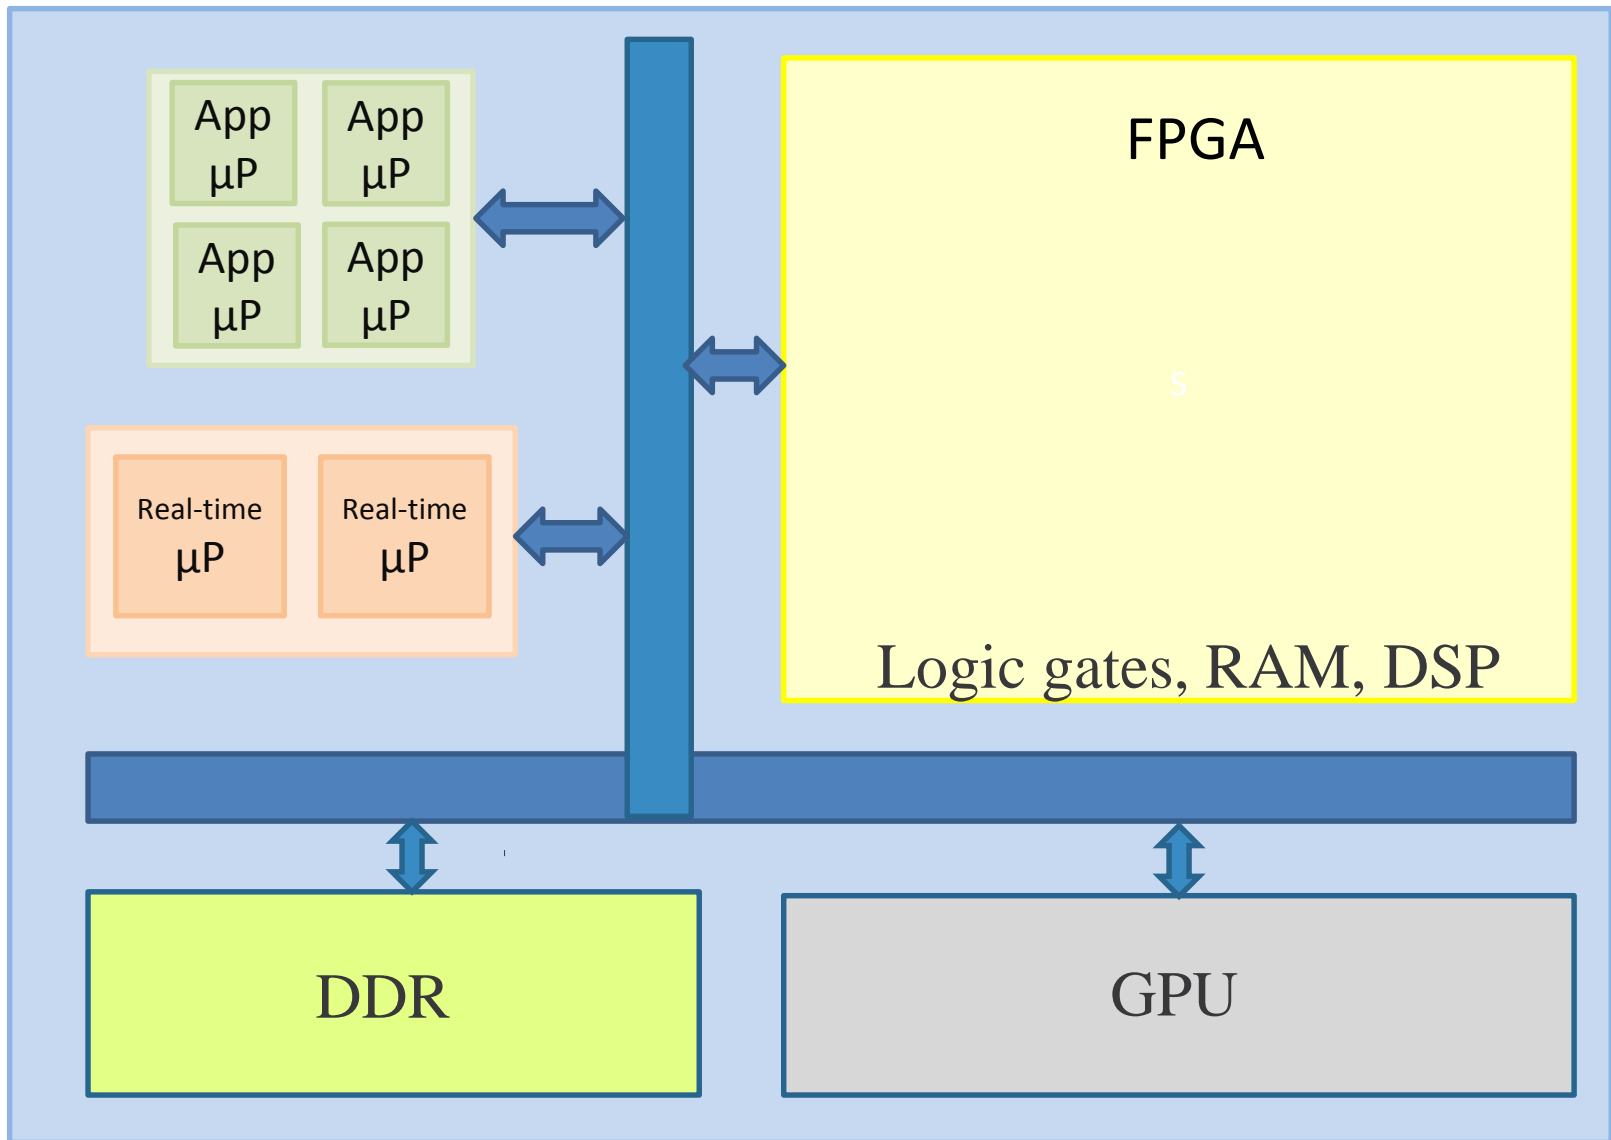 App
µP
App
µP
App
µP
App
µP
FPGA
s
Real-time
µP
Real-time
µP
Logic gates, RAM, DSP
DDR
GPU